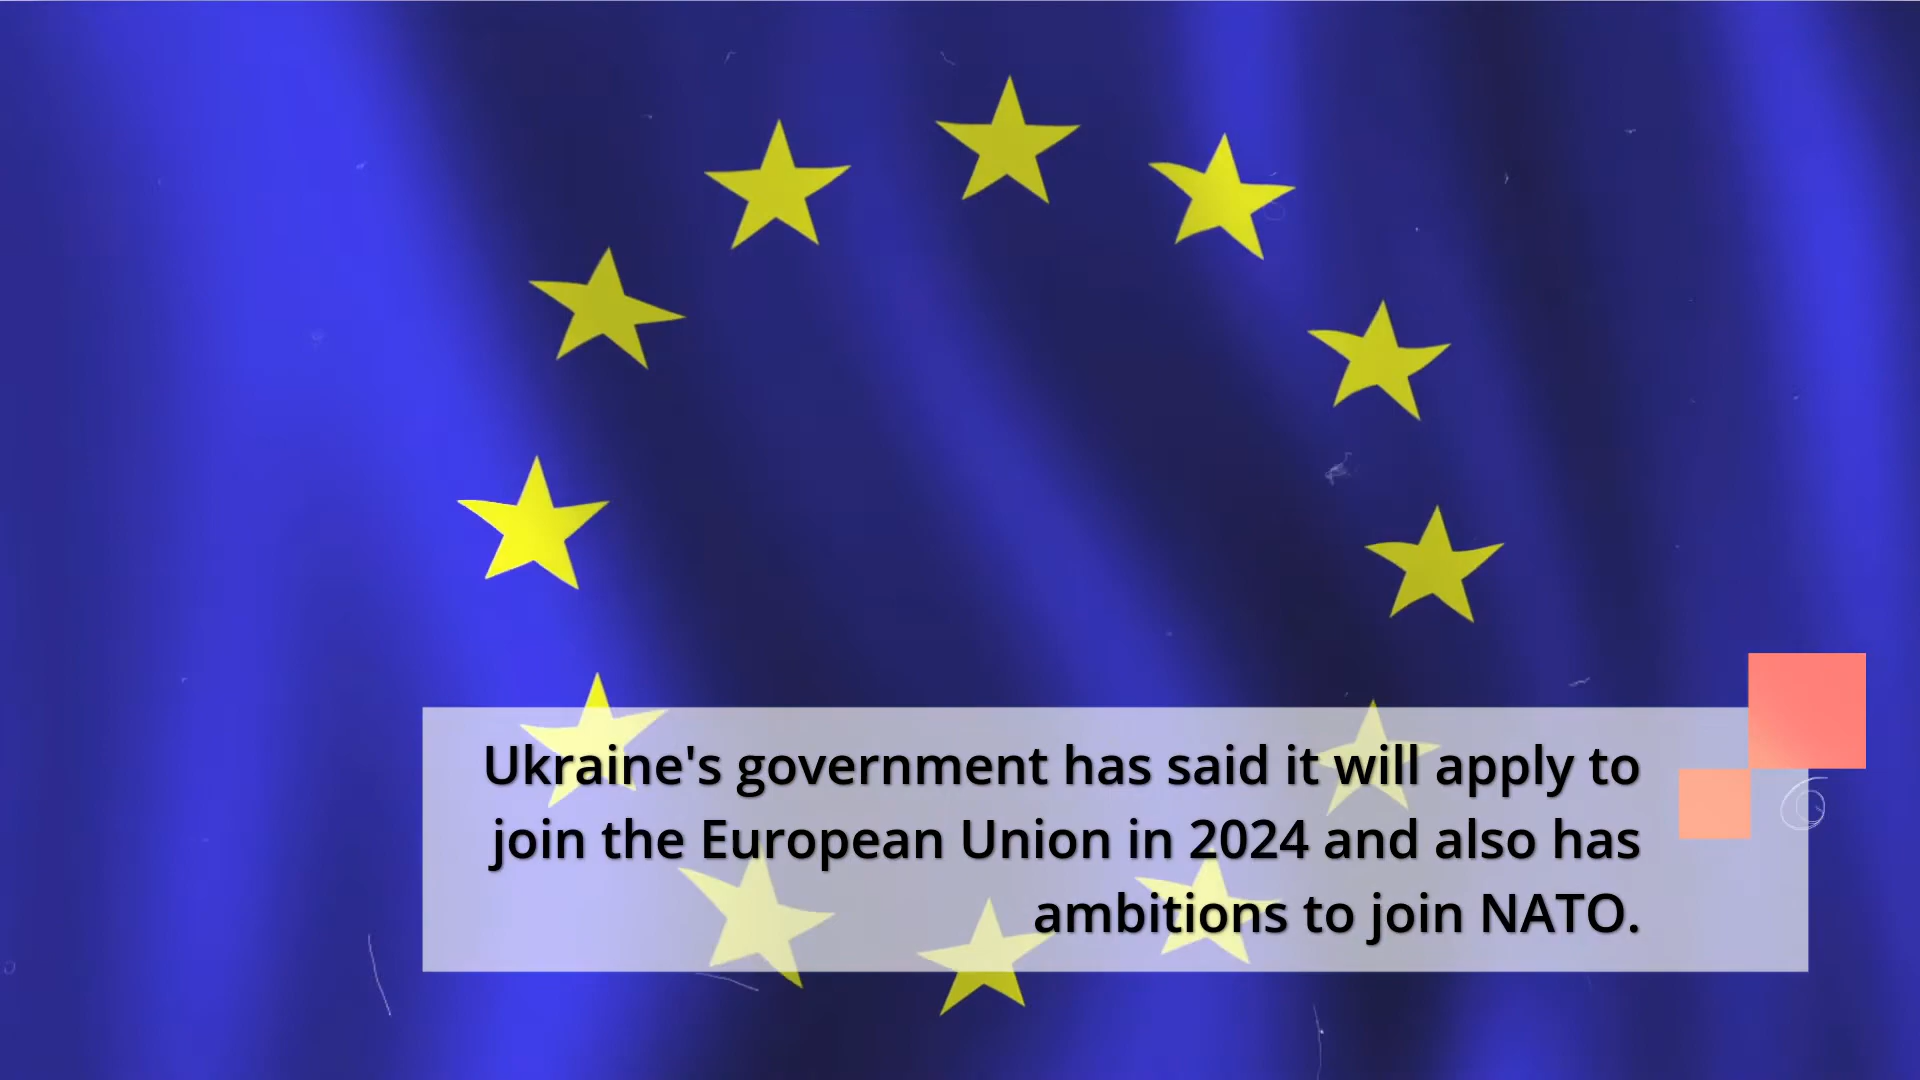 Ukraine's government has said it will apply to
join the European Union in 2024 and also has
ambitions to join NATO.